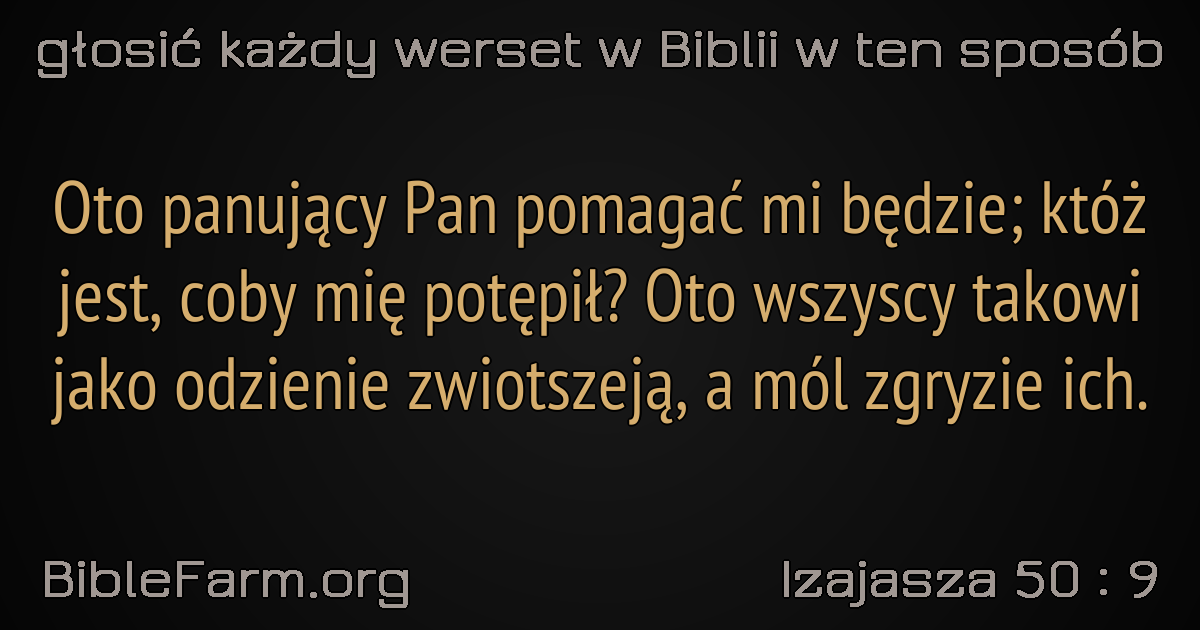 głosić każdy werset w Biblii w ten sposób
Oto panujący Pan pomagać mi będzie; któż
jest, coby mię potępił? Oto wszyscy takowi
jako odzienie zwiotszeją, a mól zgryzie ich.
BibleFarm.org
Izajasza 50 : 9